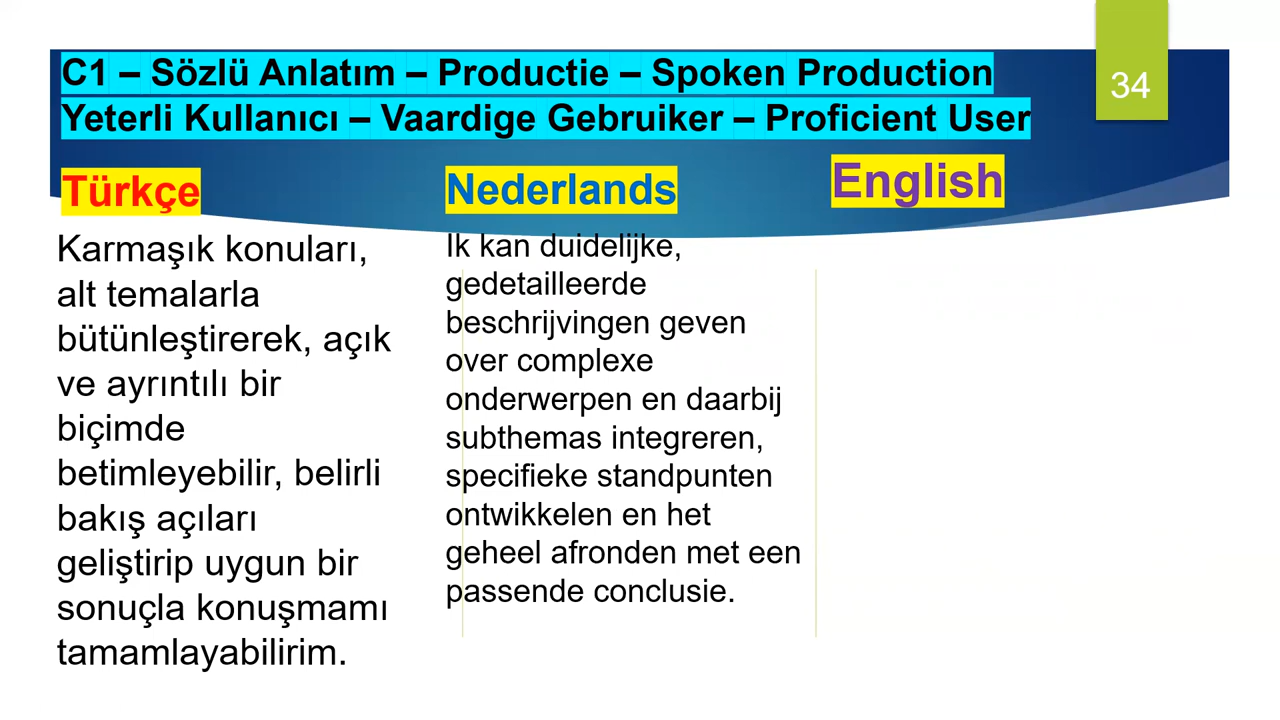 C1 – Sözlü Anlatım – Productie – Spoken Production
Yeterli Kullanıcı – Vaardige Gebruiker – Proficient User
34
Türkçe
Karmaşık konuları,
alt temalarla
bütünleştirerek, açık
ve ayrıntılı bir
biçimde
betimleyebilir, belirli
bakış açıları
geliştirip uygun bir
sonuçla konuşmamı
tamamlayabilirim.
Nederlands
Ik kan duidelijke,
gedetailleerde
beschrijvingen geven
over complexe
onderwerpen en daarbij
subthemas integreren,
specifieke standpunten
ontwikkelen en het
geheel afronden met een
passende conclusie.
English